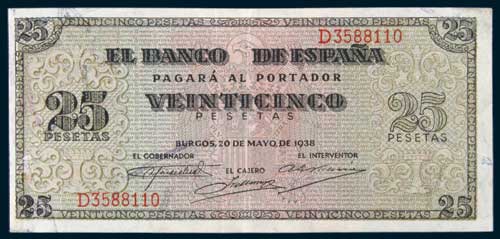 25 VEINTICINCO PESETAS VEINTICINCO PESETAS 25
D3588110
EL BANCO DE ESPAÑA
PAGARÁ AL PORTADOR
25 VEINTICINCO 25
PESETAS PESETAS PESETAS
BURGOS, 20 DE MAYO, DE 1938
EL GOBERNADOR EL CAJERO EL INTERVENTOR
D3588110
25 25